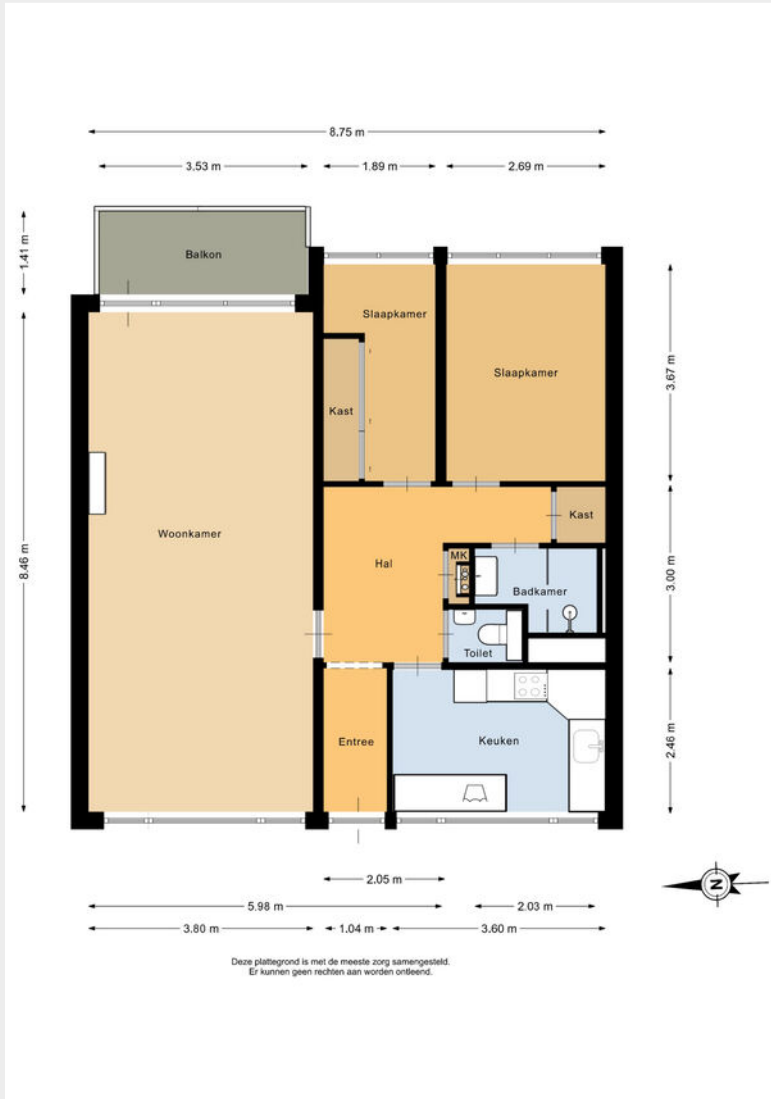 8.75 m
3.53 m
1.89 m
2.69 m
1.41 m
Balkon
Slaapkamer
Slaapkamer
3.67 m
Kast
Woonkamer
Kast
8.46 m
Hal
MK
Badkamer
3.00 m
Toilet
Entree
Keuken
2.46 m
2.05 m
N
5.98 m
2.03 m
3.80 m
1.04 m
3.60 m
Deze plattegrond is met de meeste zorg samengesteld.
Er kunnen geen rechten aan worden ontleend.